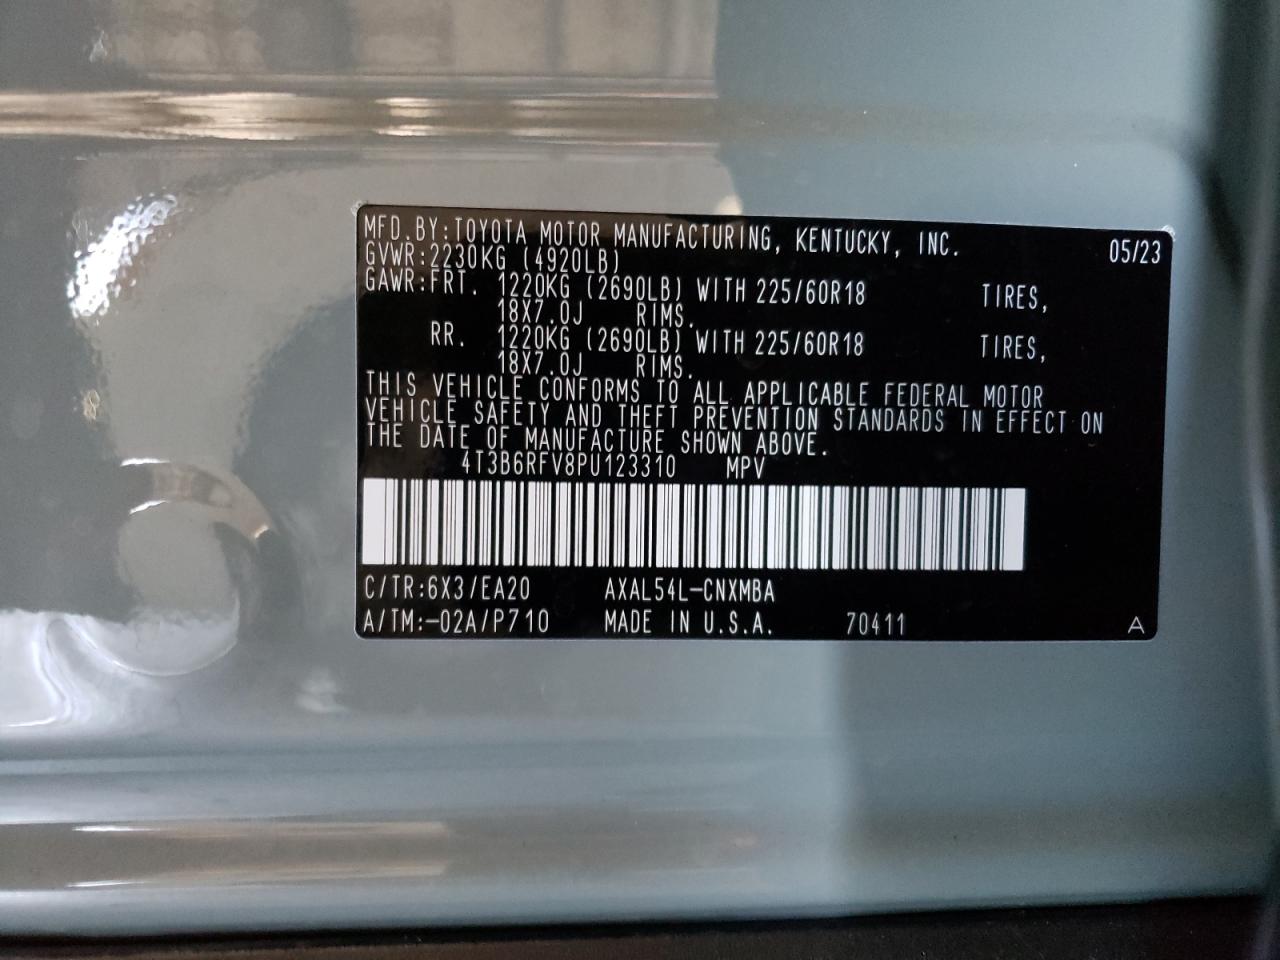 MFD.BY:TOYOTA MOTOR MANUFACTURING, KENTUCKY, INC. 05/23
GVWR:2230KG (4920LB)
GAWR:FRT. 1220KG (2690LB) WITH 225/60R18 TIRES,
18X7.0J RIMS.
RR. 1220KG (2690LB) WITH 225/60R18 TIRES,
18X7.0J RIMS.
THIS VEHICLE CONFORMS TO ALL APPLICABLE FEDERAL MOTOR
VEHICLE SAFETY AND THEFT PREVENTION STANDARDS IN EFFECT ON
THE DATE OF MANUFACTURE SHOWN ABOVE.
4T3B6RFV8PU123310 MPV
C/TR:6X3/EA20 AXAL54L-CNXMBA
A/TM:-02A/P710 MADE IN U.S.A. 70411 A